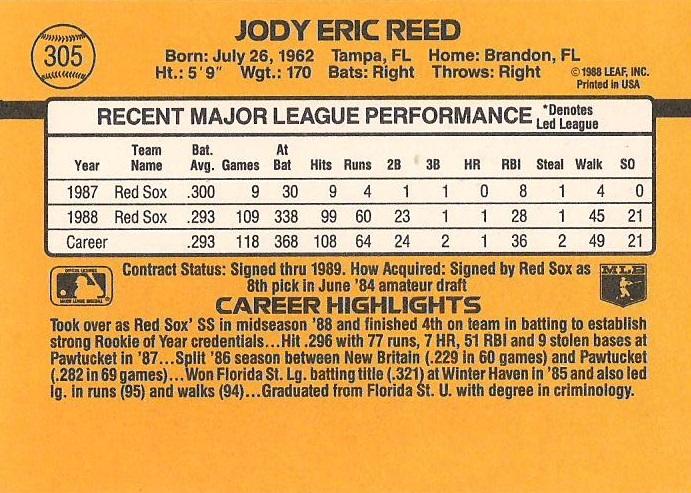 305
JODY ERIC REED
Born: July 26, 1962 Tampa, FL Home: Brandon, FL
Ht.: 5'9" Wgt.: 170 Bats: Right Throws: Right
© 1988 LEAF, INC.
Printed in USA
RECENT MAJOR LEAGUE PERFORMANCE *Denotes Led League
Year Team Name Bat. Avg. Games At Bat Hits Runs 2B 3B HR RBI Steal Walk SO
1987 Red Sox .300 9 30 9 4 1 1 0 8 1 4 0
1988 Red Sox .293 109 338 99 60 23 1 1 28 1 45 21
Career .293 118 368 108 64 24 2 1 36 2 49 21
Contract Status: Signed thru 1989. How Acquired: Signed by Red Sox as
8th pick in June '84 amateur draft
MLB
CAREER HIGHLIGHTS
Took over as Red Sox' SS in midseason '88 and finished 4th on team in batting to establish
strong Rookie of Year credentials...Hit .296 with 77 runs, 7 HR, 51 RBI and 9 stolen bases at
Pawtucket in '87...Split '86 season between New Britain (.229 in 60 games) and Pawtucket
(.282 in 69 games)...Won Florida St. Lg. batting title (.321) at Winter Haven in '85 and also led
lg. in runs (95) and walks (94)...Graduated from Florida St. U. with degree in criminology.